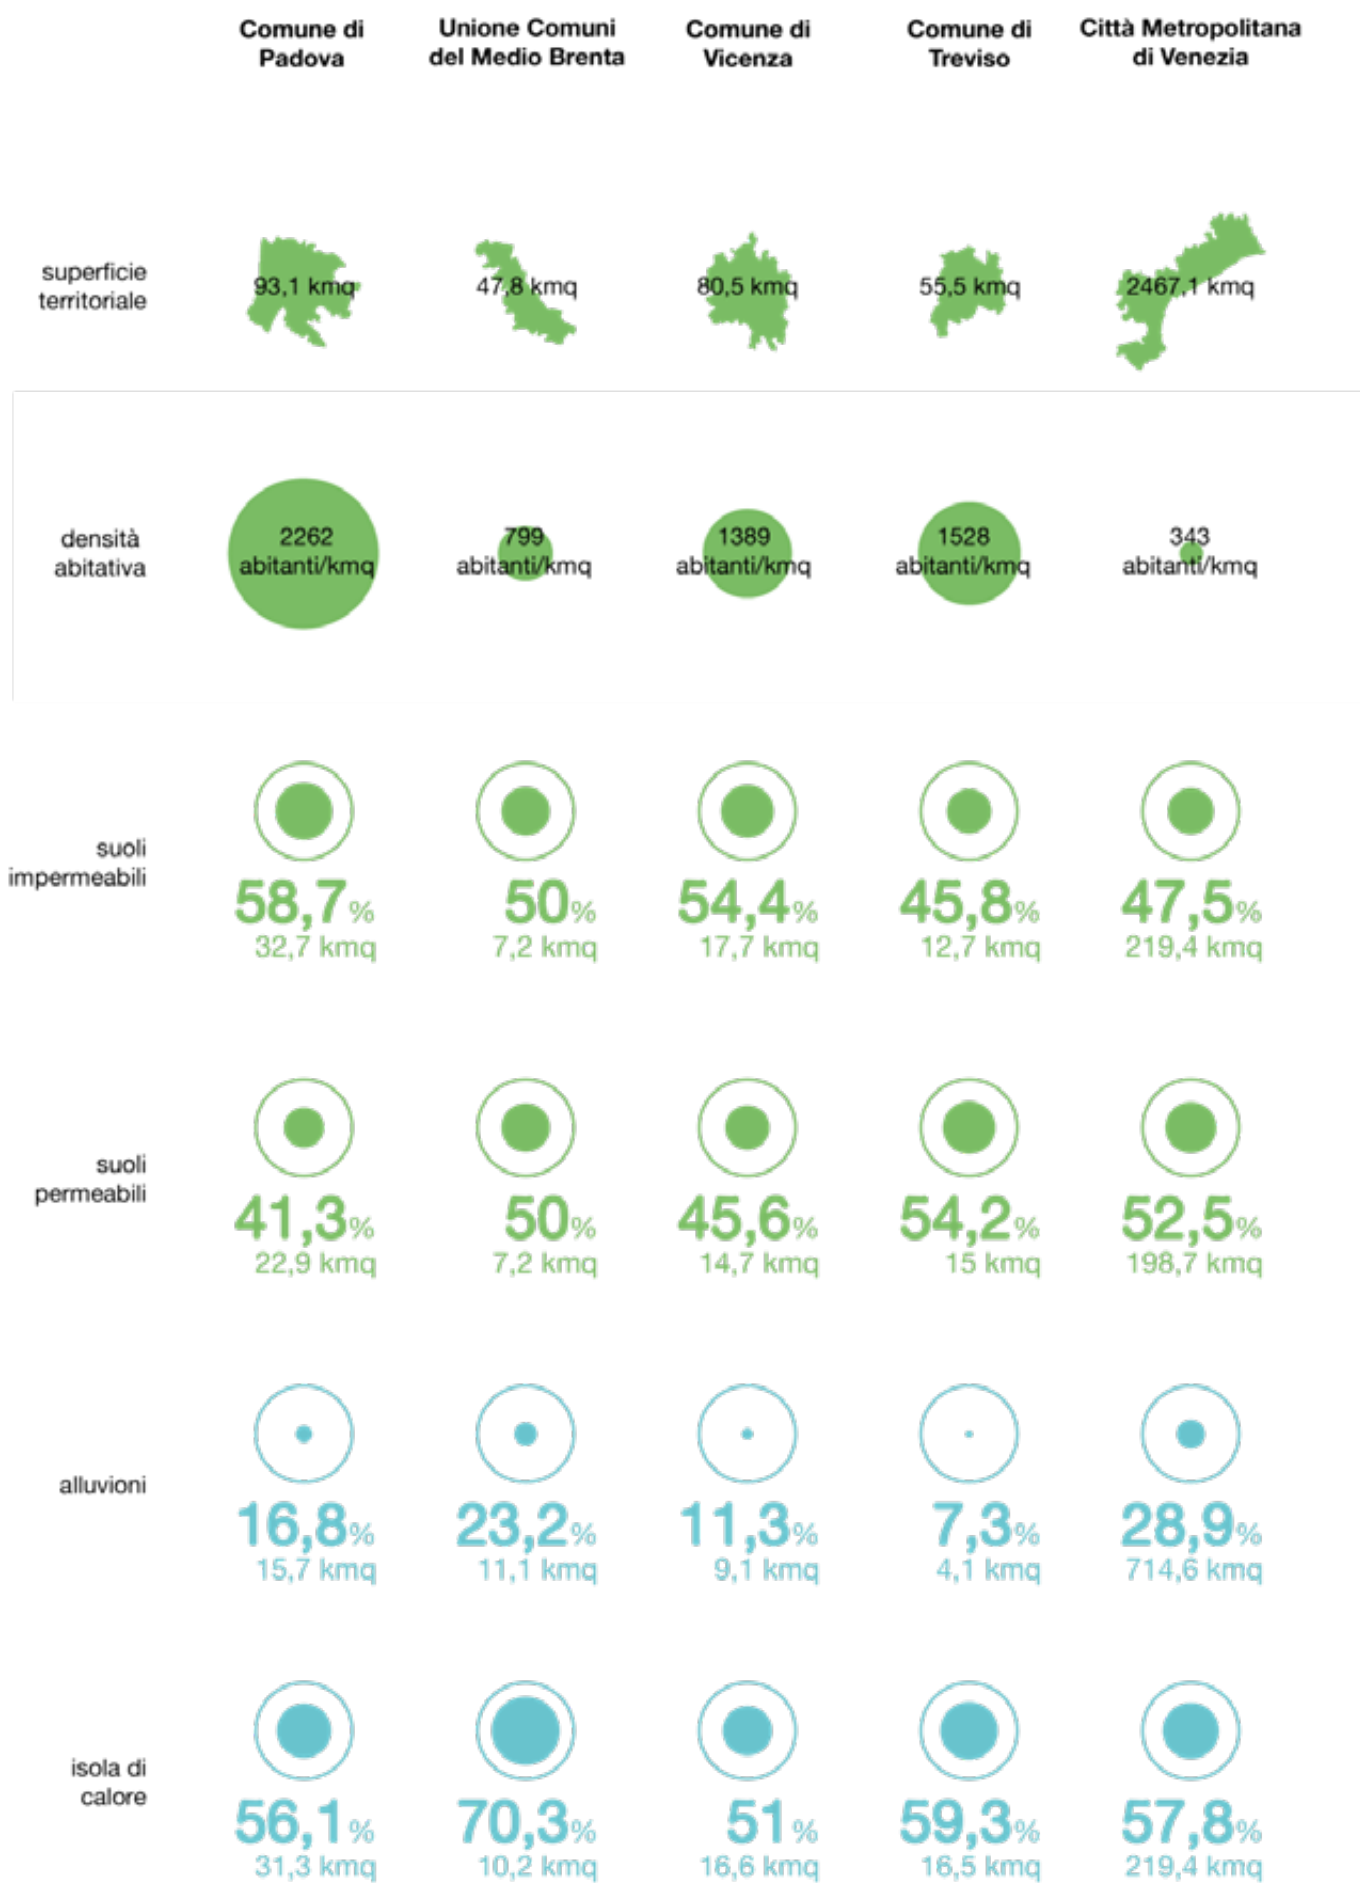 Comune di
Padova
Unione Comuni
del Medio Brenta
Comune di
Vicenza
Comune di
Treviso
Città Metropolitana
di Venezia
superficie
territoriale
93,1 kmq
47,8 kmq
80,5 kmq
55,5 kmq
2467,1 kmq
densità
abitativa
2262
abitanti/kmq
799
abitanti/kmq
1389
abitanti/kmq
1528
abitanti/kmq
343
abitanti/kmq
suoli
impermeabili
58,7%
32,7 kmq
50%
7,2 kmq
54,4%
17,7 kmq
45,8%
12,7 kmq
47,5%
219,4 kmq
suoli
permeabili
41,3%
22,9 kmq
50%
7,2 kmq
45,6%
14,7 kmq
54,2%
15 kmq
52,5%
198,7 kmq
alluvioni
16,8%
15,7 kmq
23,2%
11,1 kmq
11,3%
9,1 kmq
7,3%
4,1 kmq
28,9%
714,6 kmq
isola di
calore
56,1%
31,3 kmq
70,3%
10,2 kmq
51%
16,6 kmq
59,3%
16,5 kmq
57,8%
219,4 kmq